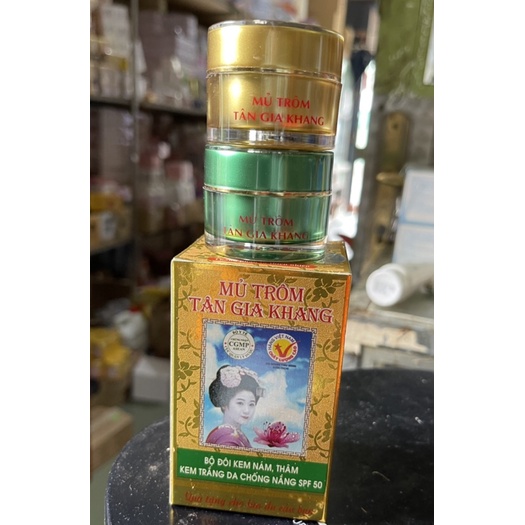 MỦ TRÔM
TÂN GIA KHANG
MỦ TRÔM
TÂN GIA KHANG
MỦ TRÔM
TÂN GIA KHANG
CGMP
BỘ ĐÔI KEM NÁM, THÂM
KEM TRẮNG DA CHỐNG NẮNG SPF 50